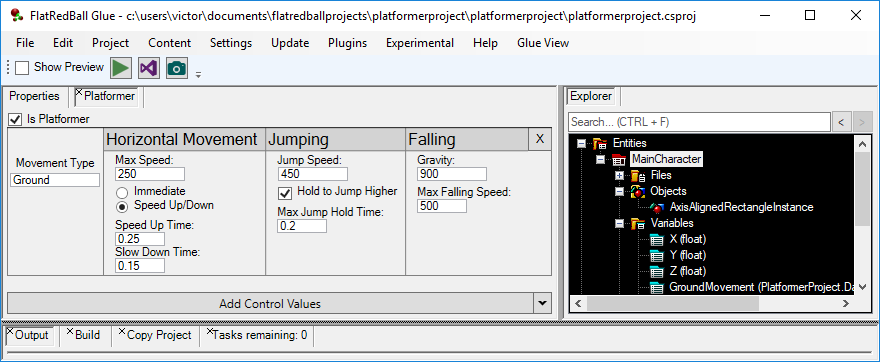 FlatRedBall Glue - c:\users\victor\documents\flatredballprojects\platformerproject\platformerproject\platformerproject.csproj
File Edit Project Content Settings Update Plugins Experimental Help Glue View
Show Preview
Properties Platformer
Is Platformer
Horizontal Movement Jumping Falling X
Movement Type
Ground
Max Speed:
250
Immediate
Speed Up/Down
Speed Up Time:
0.25
Slow Down Time:
0.15
Jump Speed:
450
Hold to Jump Higher
Max Jump Hold Time:
0.2
Gravity:
900
Max Falling Speed:
500
Add Control Values
Explorer
Search... (CTRL + F) < >
Entities
MainCharacter
Files
Objects
AxisAlignedRectangleInstance
Variables
X (float)
Y (float)
Z (float)
GroundMovement (PlatformerProject.Da
Output Build Copy Project Tasks remaining: 0